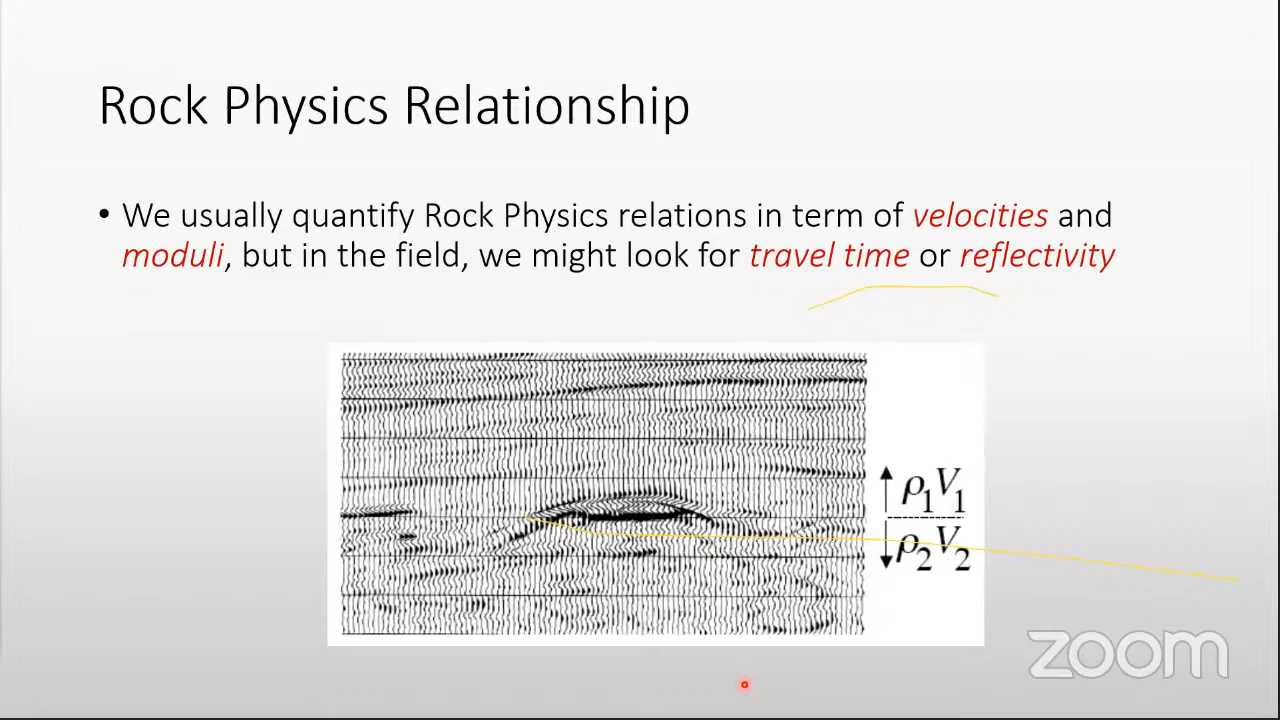 Rock Physics Relationship
• We usually quantify Rock Physics relations in term of velocities and
moduli, but in the field, we might look for travel time or reflectivity
ρ₁V₁
ρ₂V₂
zoom